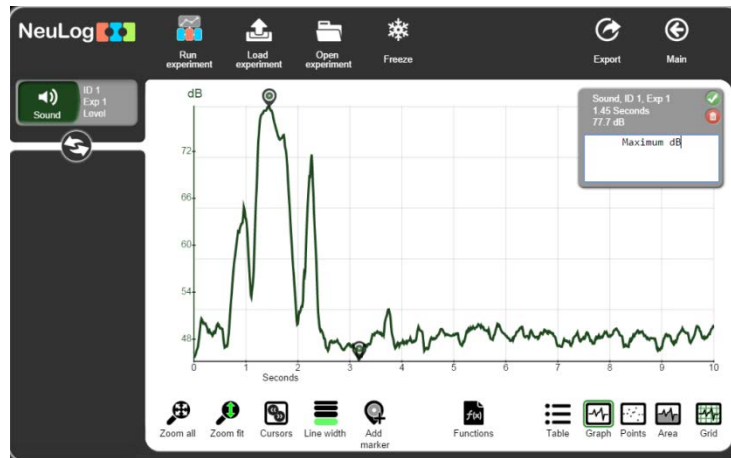 NeuLog
Run
experiment
Load
experiment
Open
experiment
Freeze
Export
Main
Sound
ID 1
Exp 1
Lovol
dB
72
66
60
54
48
0 1 2 3 4 5 6 7 8 9 10
Seconds
Sound, ID 1, Exp 1
1.45 Seconds
77.7 dB
Maximum dB
Zoom all
Zoom fit
Cursors
Line width
Add
marker
f(x)
Functions
Table
Graph
Points
Area
Grid